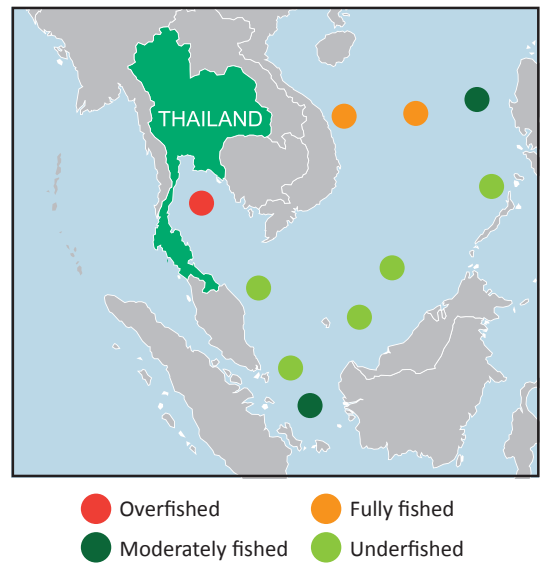 THAILAND
Overfished
Fully fished
Moderately fished
Underfished